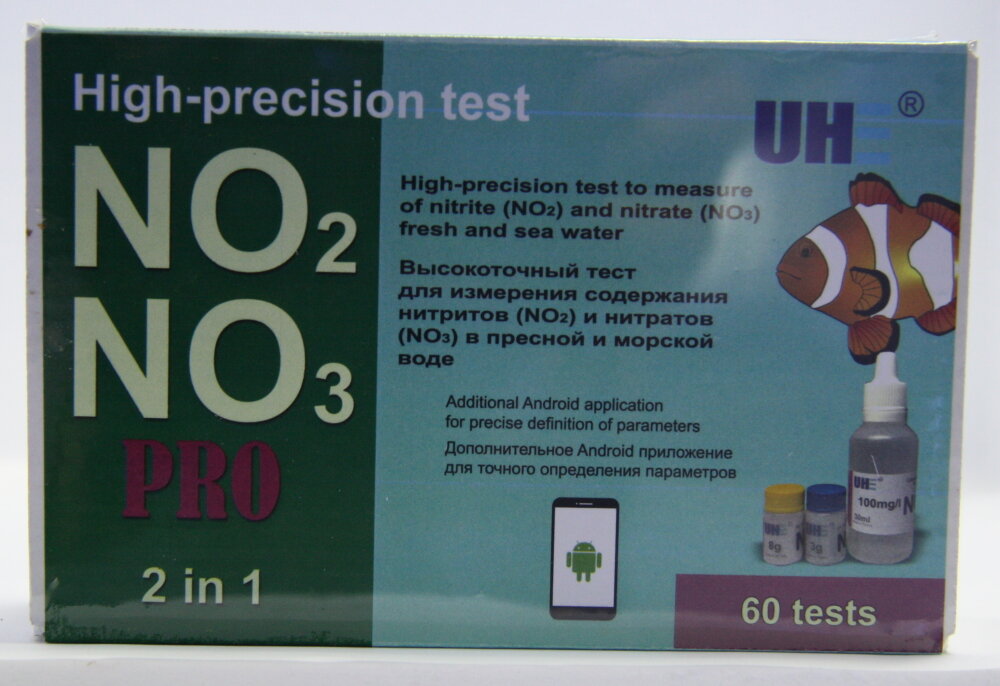 High-precision test
NO2
NO3
PRO
2 in 1
UHE ®
High-precision test to measure
of nitrite (NO2) and nitrate (NO3)
fresh and sea water
Высокоточный тест
для измерения содержания
нитритов (NO2) и нитратов
(NO3) в пресной и морской
воде
Additional Android application
for precise definition of parameters
Дополнительное Android приложение
для точного определения параметров
UHE
8g
UHE
3g
UHE
100mg/l
30ml
60 tests